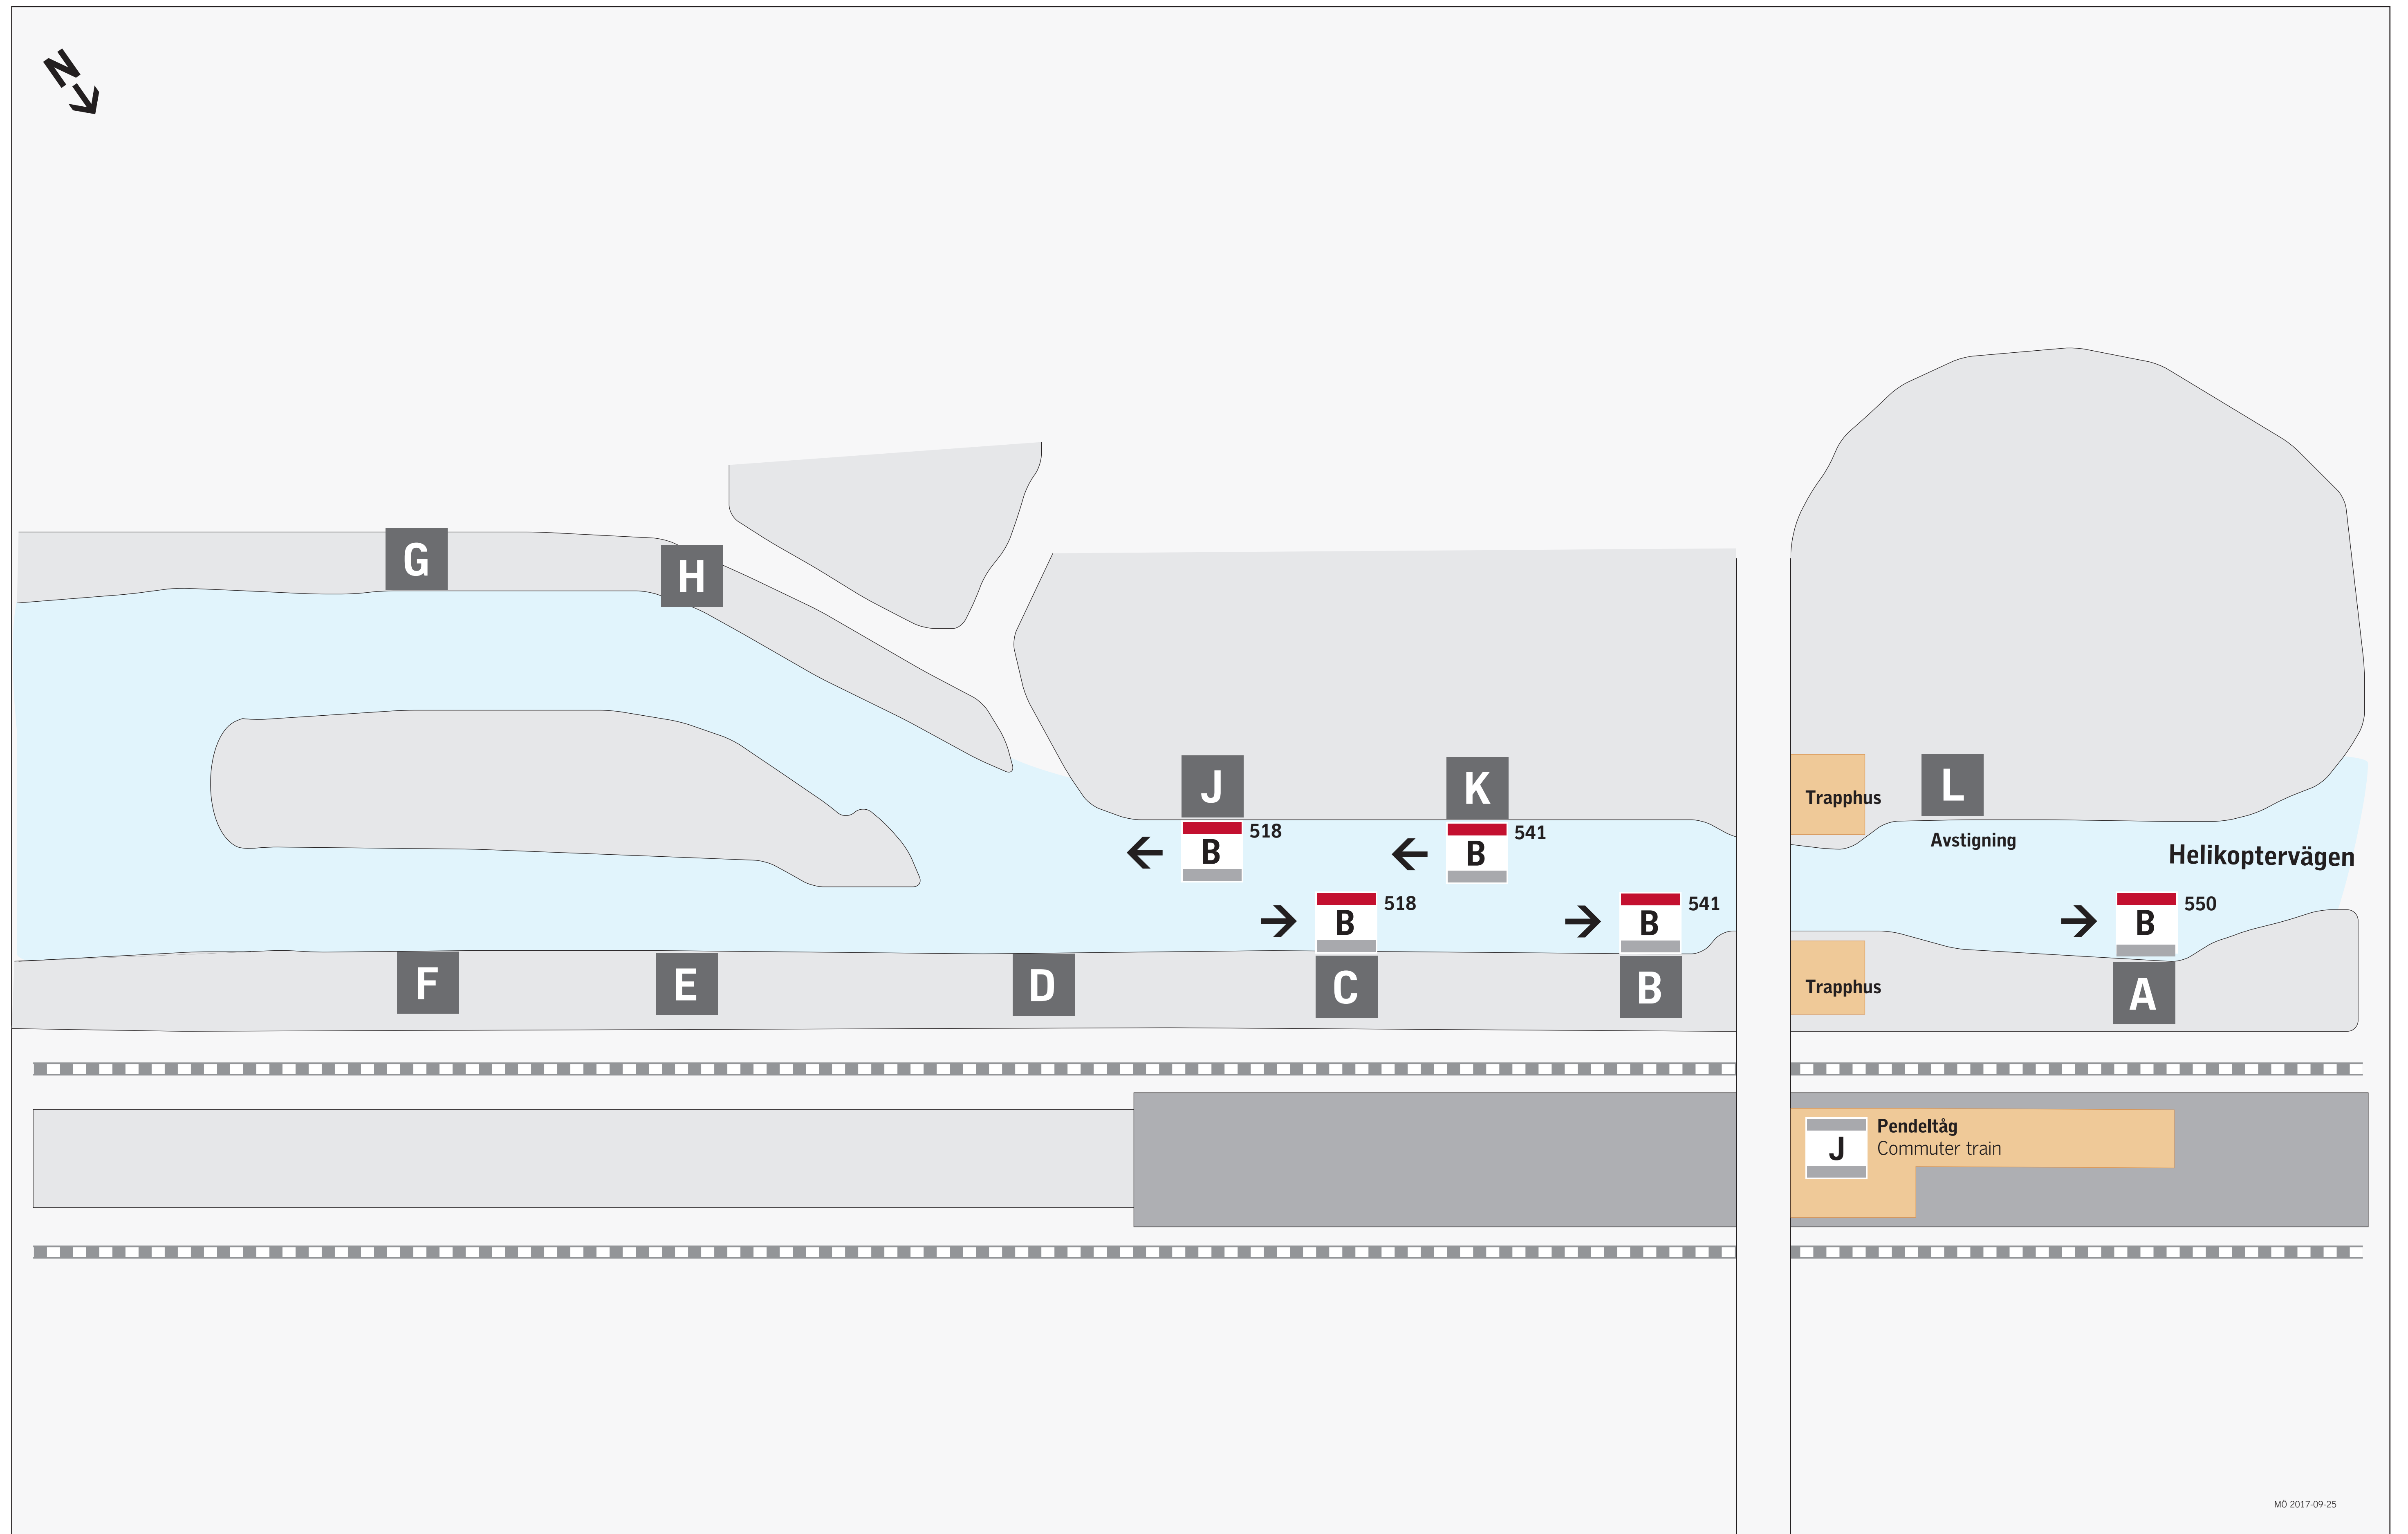 N
G
H
J
K
L
B
518
B
541
Trapphus
Avstigning
Helikoptervägen
B
518
B
541
B
550
F
E
D
C
B
A
Trapphus
J
Pendeltåg
Commuter train
MÖ 2017-09-25